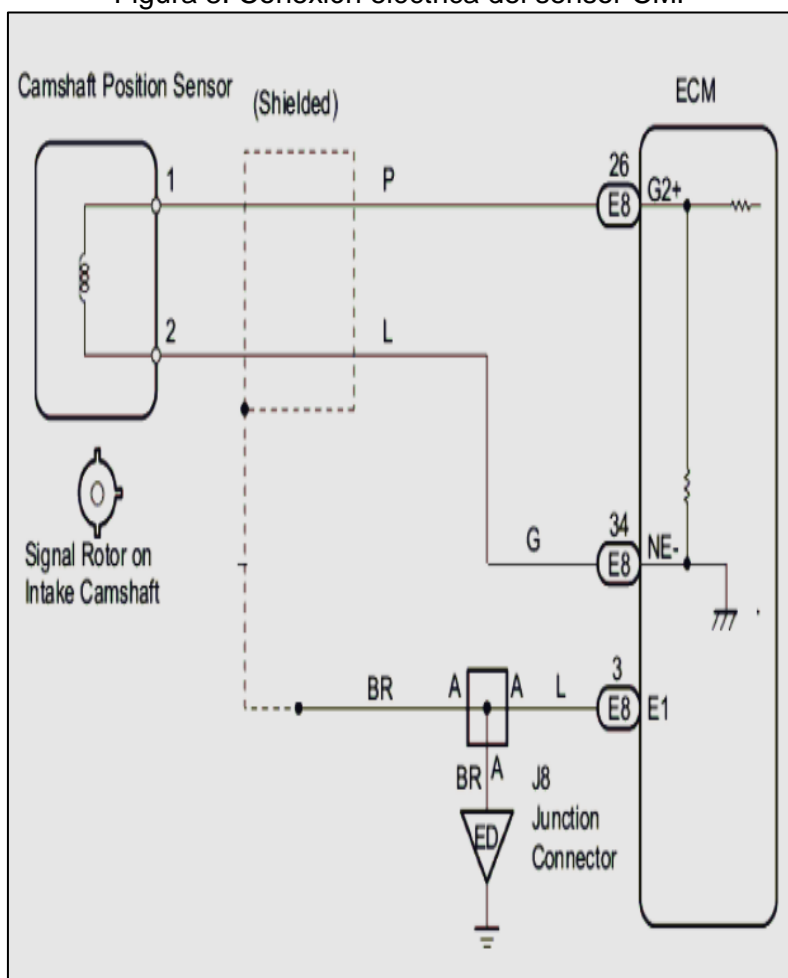 Camshaft Position Sensor
(Shielded)
ECM
1
P
26
E8
G2+
2
L
34
G
E8
NE-
Signal Rotor on
Intake Camshaft
3
BR
A
A
L
E8
E1
BR
A
J8
Junction
Connector
ED